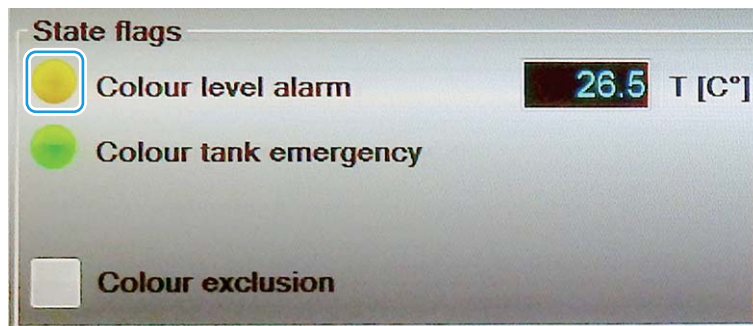 State flags
Colour level alarm 26.5 T [C°]
Colour tank emergency
Colour exclusion